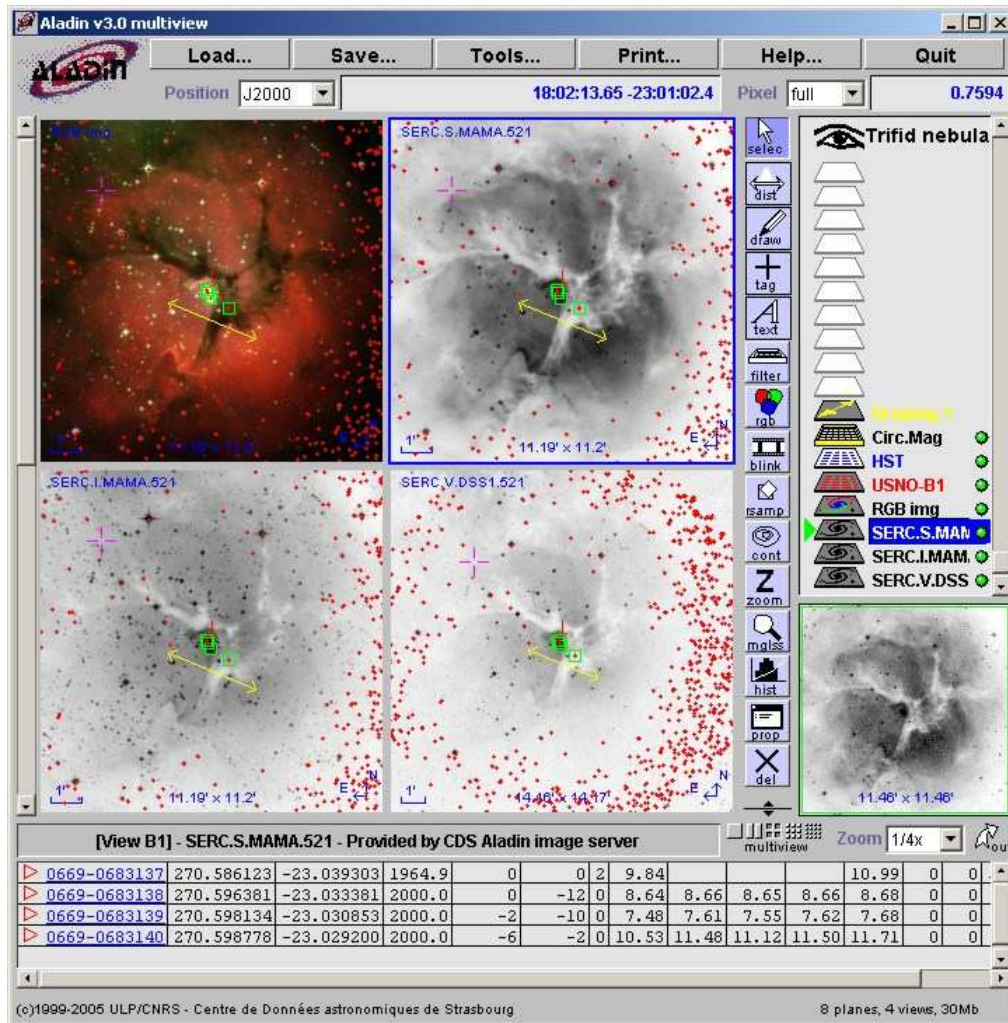 Aladin v3.0 multiview
ALADIN Load... Save... Tools... Print... Help... Quit
Position J2000 18:02:13.65 -23:01:02.4 Pixel full 0.7594
RGB img
1'
11.19' x 11.2'
N
E
SERC.S.MAMA.521
1'
11.19' x 11.2'
N
E
SERC.I.MAMA.521
1'
11.19' x 11.2'
N
E
SERC.V.DSS1.521
1'
14.16' x 14.17'
N
E
selec
dist
draw
tag
text
filter
rgb
blink
rsamp
cont
zoom
mglss
hist
prop
del
Trifid nebula
Circ.Mag
HST
USNO-B1
RGB img
SERC.S.MAM
SERC.I.MAM.
SERC.V.DSS
11.46' x 11.46'
[View B1] - SERC.S.MAMA.521 - Provided by CDS Aladin image server
multiview
Zoom 1/4x
0669-0683137 270.586123 -23.039303 1964.9 0 0 2 9.84 10.99 0 0
0669-0683138 270.596381 -23.033381 2000.0 0 -12 0 8.64 8.66 8.65 8.66 8.68 0 0
0669-0683139 270.598134 -23.030853 2000.0 -2 -10 0 7.48 7.61 7.55 7.62 7.68 0 0
0669-0683140 270.598778 -23.029200 2000.0 -6 -2 0 10.53 11.48 11.12 11.50 11.71 0 0
(c)1999-2005 ULP/CNRS - Centre de Données astronomiques de Strasbourg 8 planes, 4 views, 30Mb